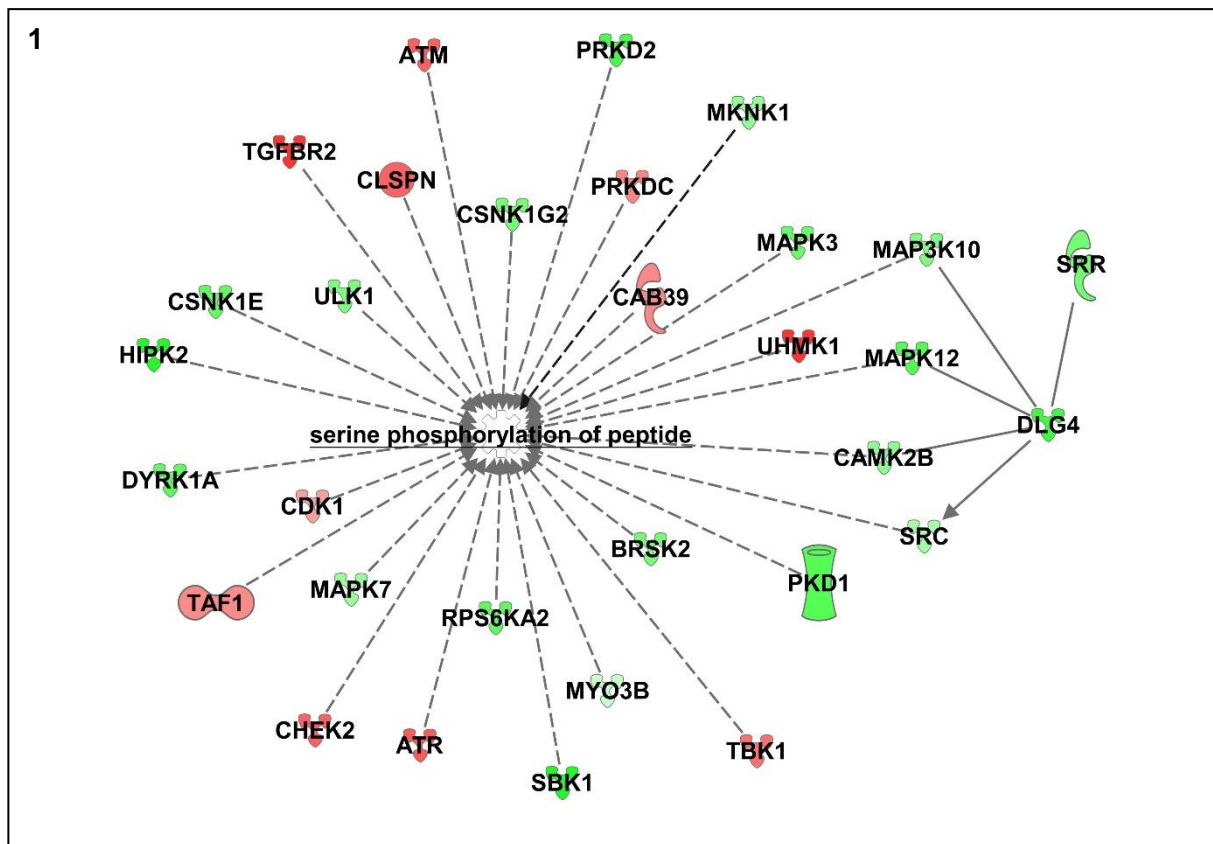 1
ATM
PRKD2
MKNK1
TGFBR2
CLSPN
PRKDC
CSNK1G2
MAPK3
MAP3K10
SRR
CSNK1E
ULK1
CAB39
HIPK2
UHMK1
MAPK12
DLG4
serine phosphorylation of peptide
CAMK2B
DYRK1A
CDK1
SRC
BRSK2
PKD1
MAPK7
TAF1
RPS6KA2
MYO3B
CHEK2
ATR
TBK1
SBK1